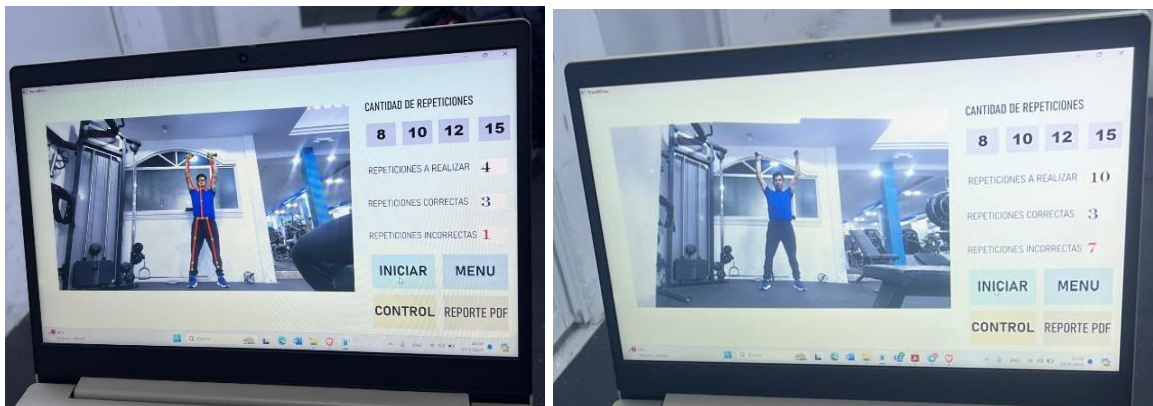 CANTIDAD DE REPETICIONES
8 10 12 15
REPETICIONES A REALIZAR 4
REPETICIONES CORRECTAS 3
REPETICIONES INCORRECTAS 1
INICIAR MENU
CONTROL REPORTE PDF
CANTIDAD DE REPETICIONES
8 10 12 15
REPETICIONES A REALIZAR 10
REPETICIONES CORRECTAS 3
REPETICIONES INCORRECTAS 7
INICIAR MENU
CONTROL REPORTE PDF